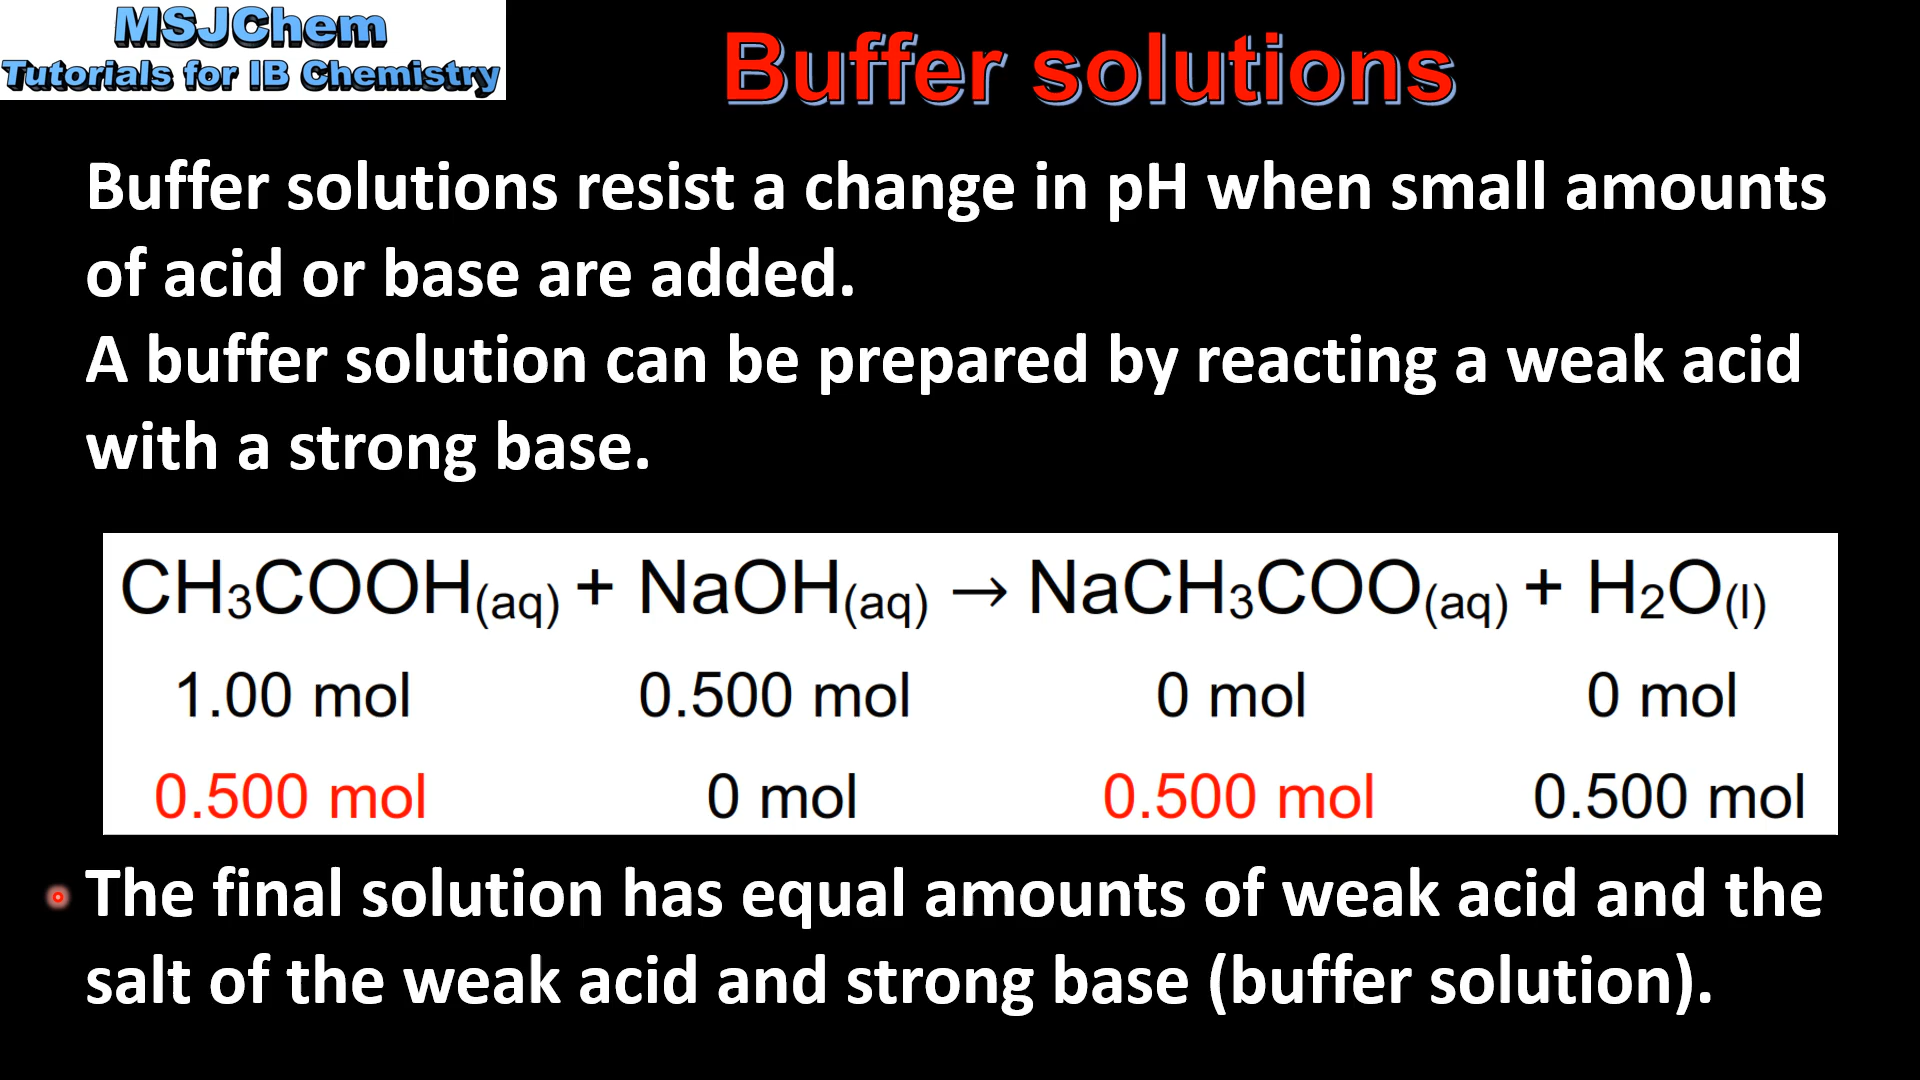 MSJChem
Tutorials for IB Chemistry
Buffer solutions
Buffer solutions resist a change in pH when small amounts
of acid or base are added.
A buffer solution can be prepared by reacting a weak acid
with a strong base.
CH₃COOH(aq) + NaOH(aq) → NaCH₃COO(aq) + H₂O(l)
1.00 mol 0.500 mol 0 mol 0 mol
0.500 mol 0 mol 0.500 mol 0.500 mol
The final solution has equal amounts of weak acid and the
salt of the weak acid and strong base (buffer solution).